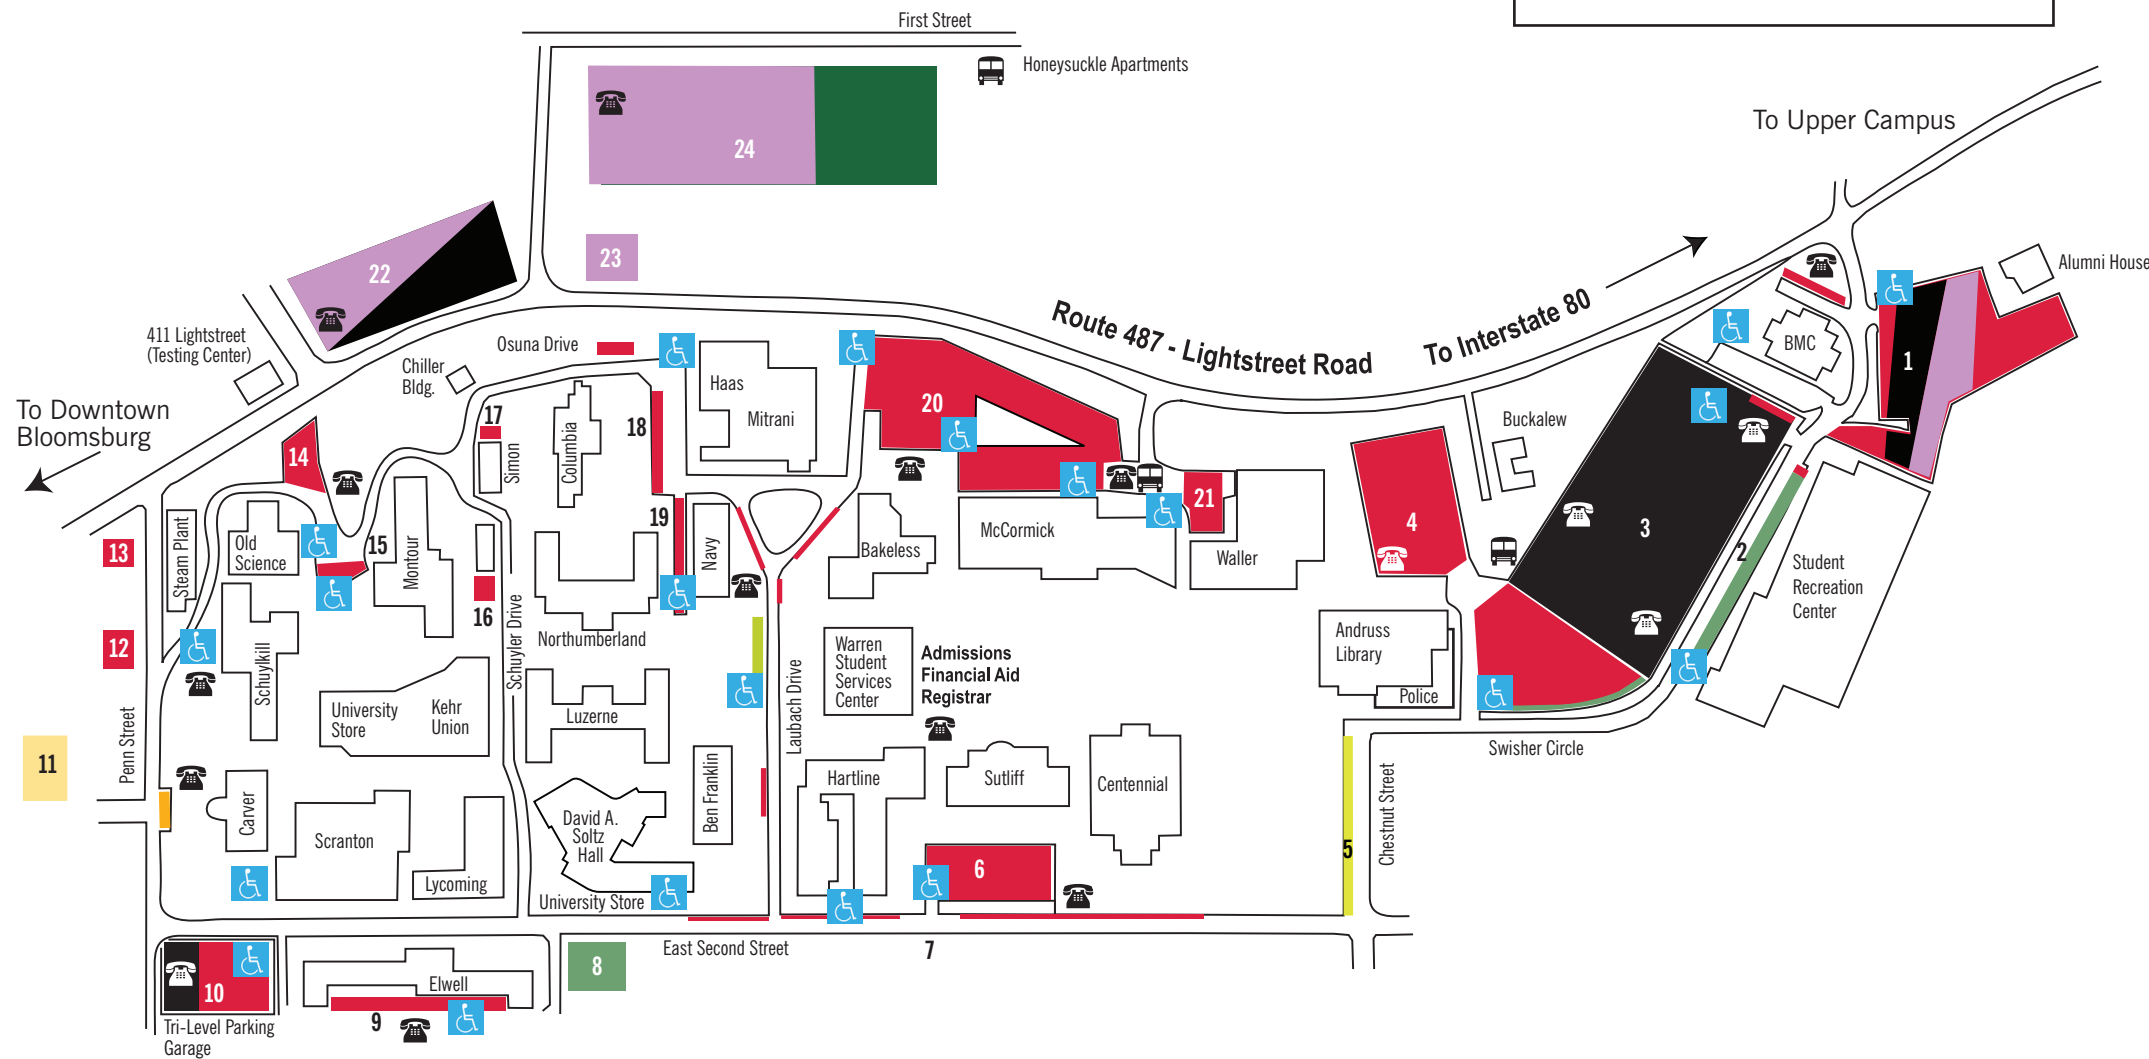 First Street
Honeysuckle Apartments
To Upper Campus
24
23
22
Alumni House
411 Lightstreet
(Testing Center)
Osuna Drive
Chiller
Bldg.
Route 487 - Lightstreet Road
To Interstate 80
BMC
1
To Downtown
Bloomsburg
Haas
Mitrani
20
Buckalew
17
18
Columbia
Simon
14
21
4
3
2
19
Navy
McCormick
Bakeless
Waller
Student
Recreation
Center
13
Steam Plant
Old
Science
15
Montour
16
12
Schuylkill
Schuyler Drive
Northumberland
Warren
Student
Services
Center
Admissions
Financial Aid
Registrar
Andruss
Library
Police
Laubach Drive
Luzerne
University
Store
Kehr
Union
Penn Street
11
Swisher Circle
Hartline
Sutliff
Centennial
Ben Franklin
Chestnut Street
Carver
Scranton
David A.
Soltz
Hall
5
6
Lycoming
University Store
East Second Street
7
8
10
Elwell
9
Tri-Level Parking
Garage